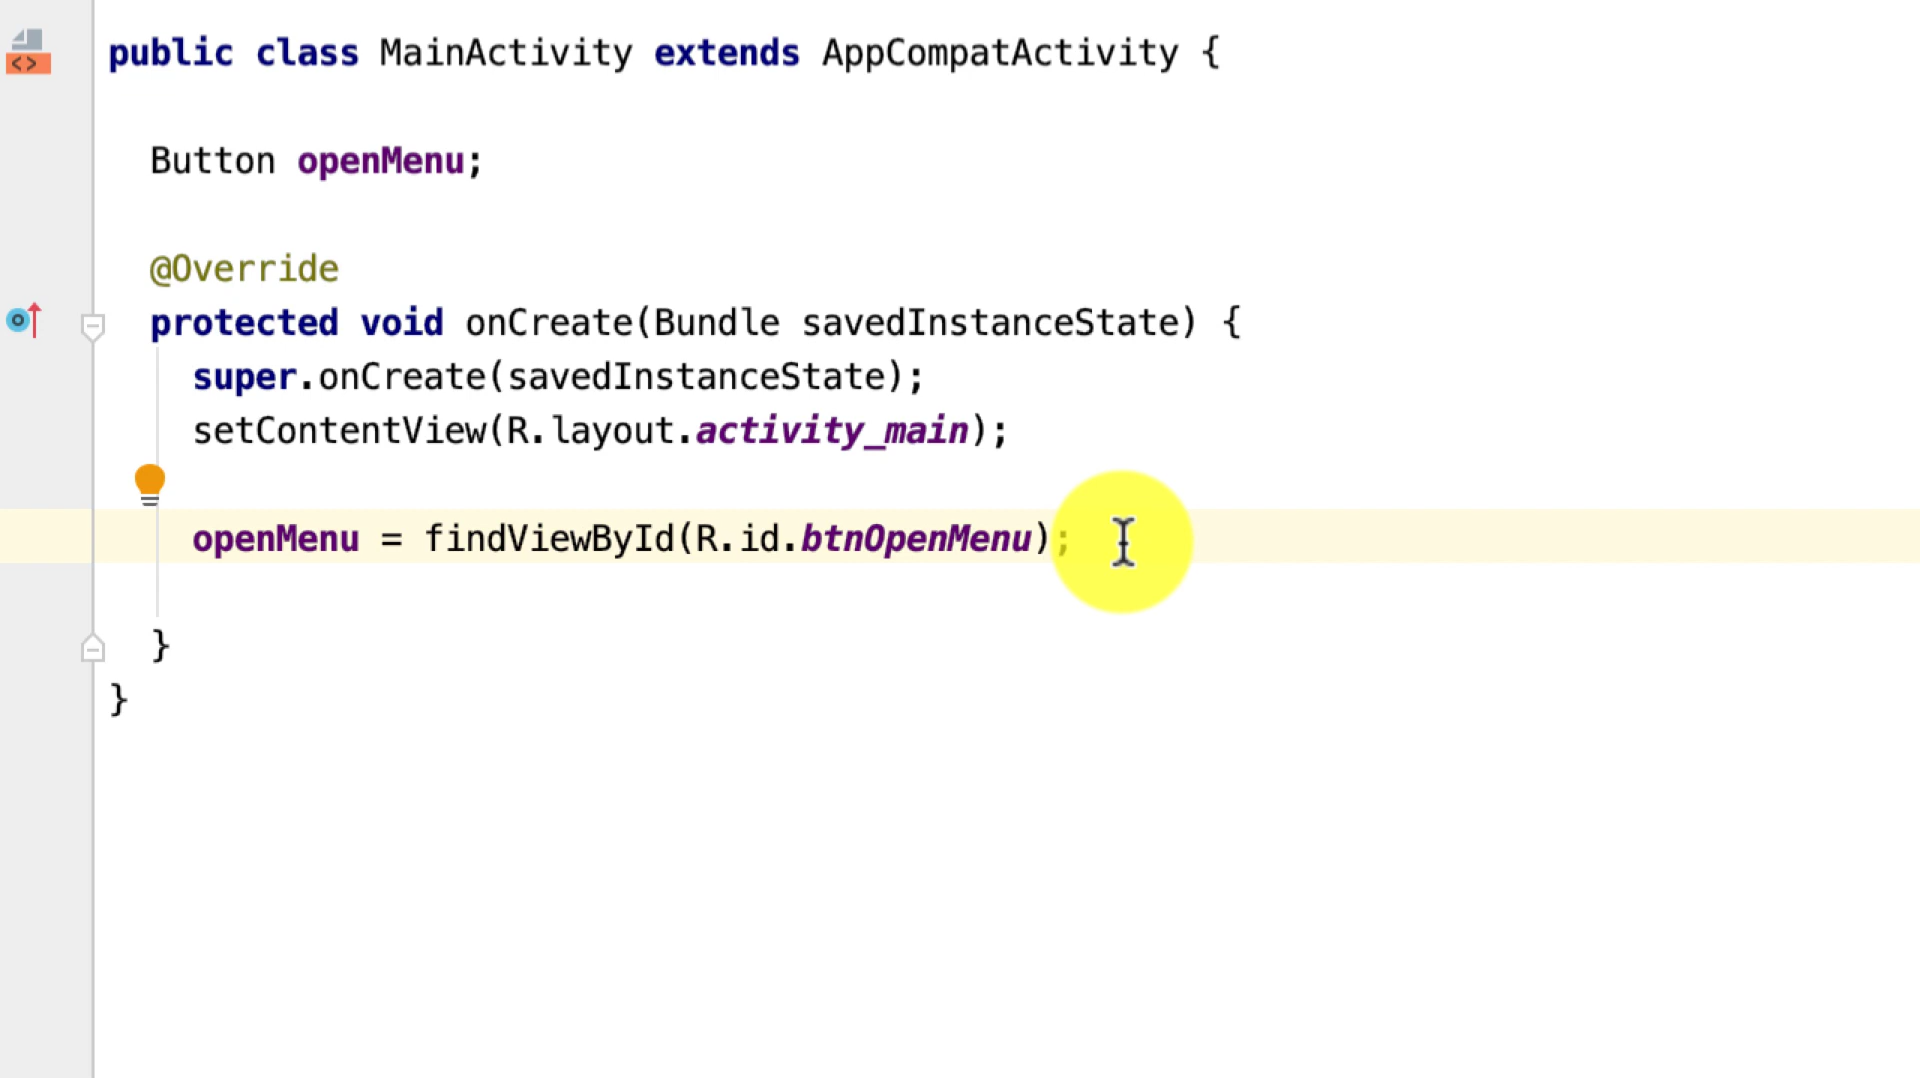 public class MainActivity extends AppCompatActivity {
Button openMenu;
@Override
protected void onCreate(Bundle savedInstanceState) {
super.onCreate(savedInstanceState);
setContentView(R.layout.activity_main);
openMenu = findViewById(R.id.btnOpenMenu);
}
}